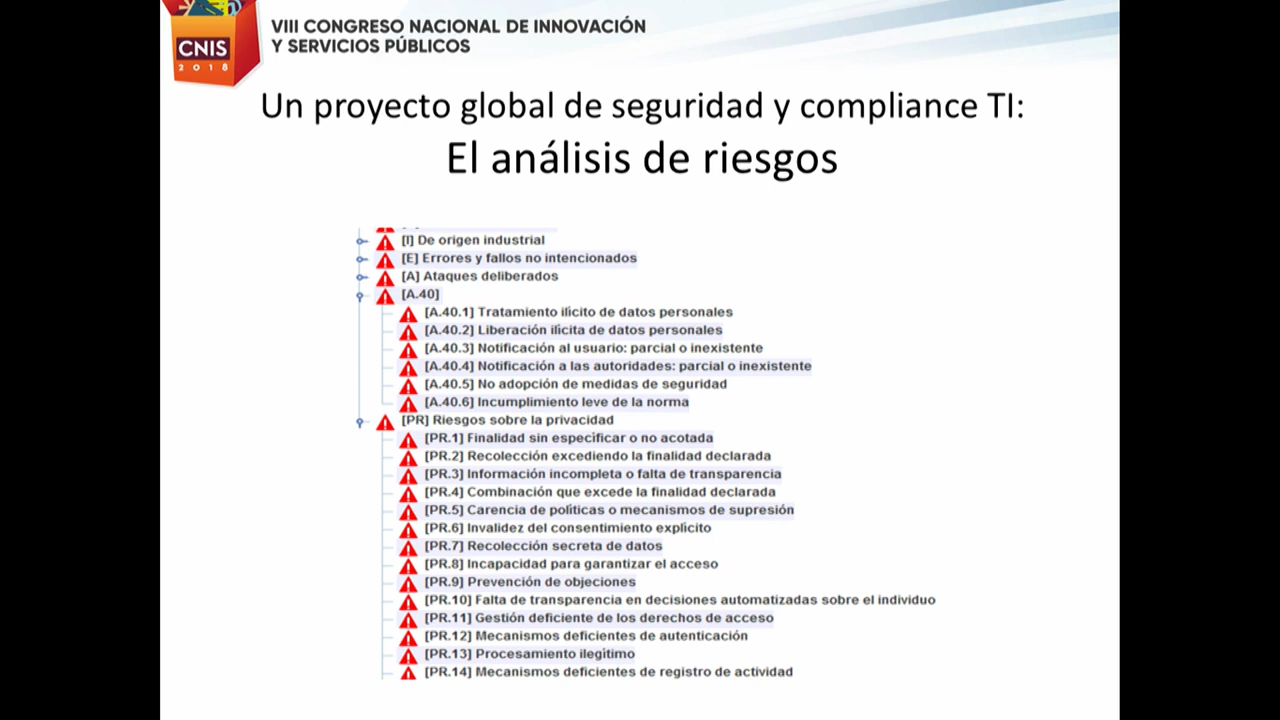 CNIS
2018
VIII CONGRESO NACIONAL DE INNOVACIÓN
Y SERVICIOS PÚBLICOS
Un proyecto global de seguridad y compliance TI:
El análisis de riesgos
[I] De origen industrial
[E] Errores y fallos no intencionados
[A] Ataques deliberados
[A.40]
[A.40.1] Tratamiento ilícito de datos personales
[A.40.2] Liberación ilícita de datos personales
[A.40.3] Notificación al usuario: parcial o inexistente
[A.40.4] Notificación a las autoridades: parcial o inexistente
[A.40.5] No adopción de medidas de seguridad
[A.40.6] Incumplimiento leve de la norma
[PR] Riesgos sobre la privacidad
[PR.1] Finalidad sin especificar o no acotada
[PR.2] Recolección excediendo la finalidad declarada
[PR.3] Información incompleta o falta de transparencia
[PR.4] Combinación que excede la finalidad declarada
[PR.5] Carencia de políticas o mecanismos de supresión
[PR.6] Invalidez del consentimiento explícito
[PR.7] Recolección secreta de datos
[PR.8] Incapacidad para garantizar el acceso
[PR.9] Prevención de objeciones
[PR.10] Falta de transparencia en decisiones automatizadas sobre el individuo
[PR.11] Gestión deficiente de los derechos de acceso
[PR.12] Mecanismos deficientes de autenticación
[PR.13] Procesamiento ilegítimo
[PR.14] Mecanismos deficientes de registro de actividad